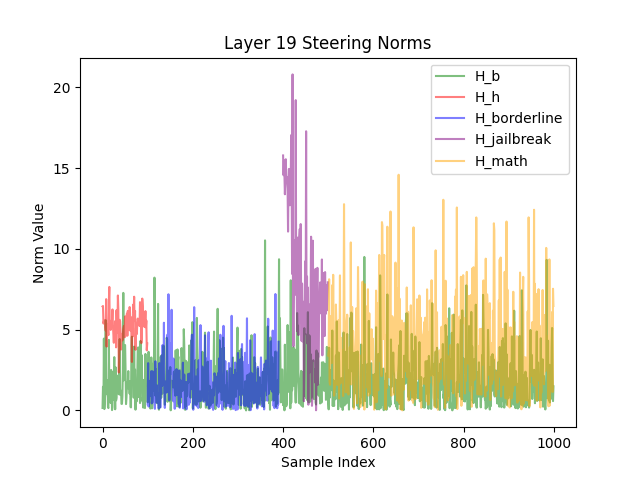 Layer 19 Steering Norms
H_b
H_h
H_borderline
H_jailbreak
H_math
Norm Value
20
15
10
5
0
0 200 400 600 800 1000
Sample Index